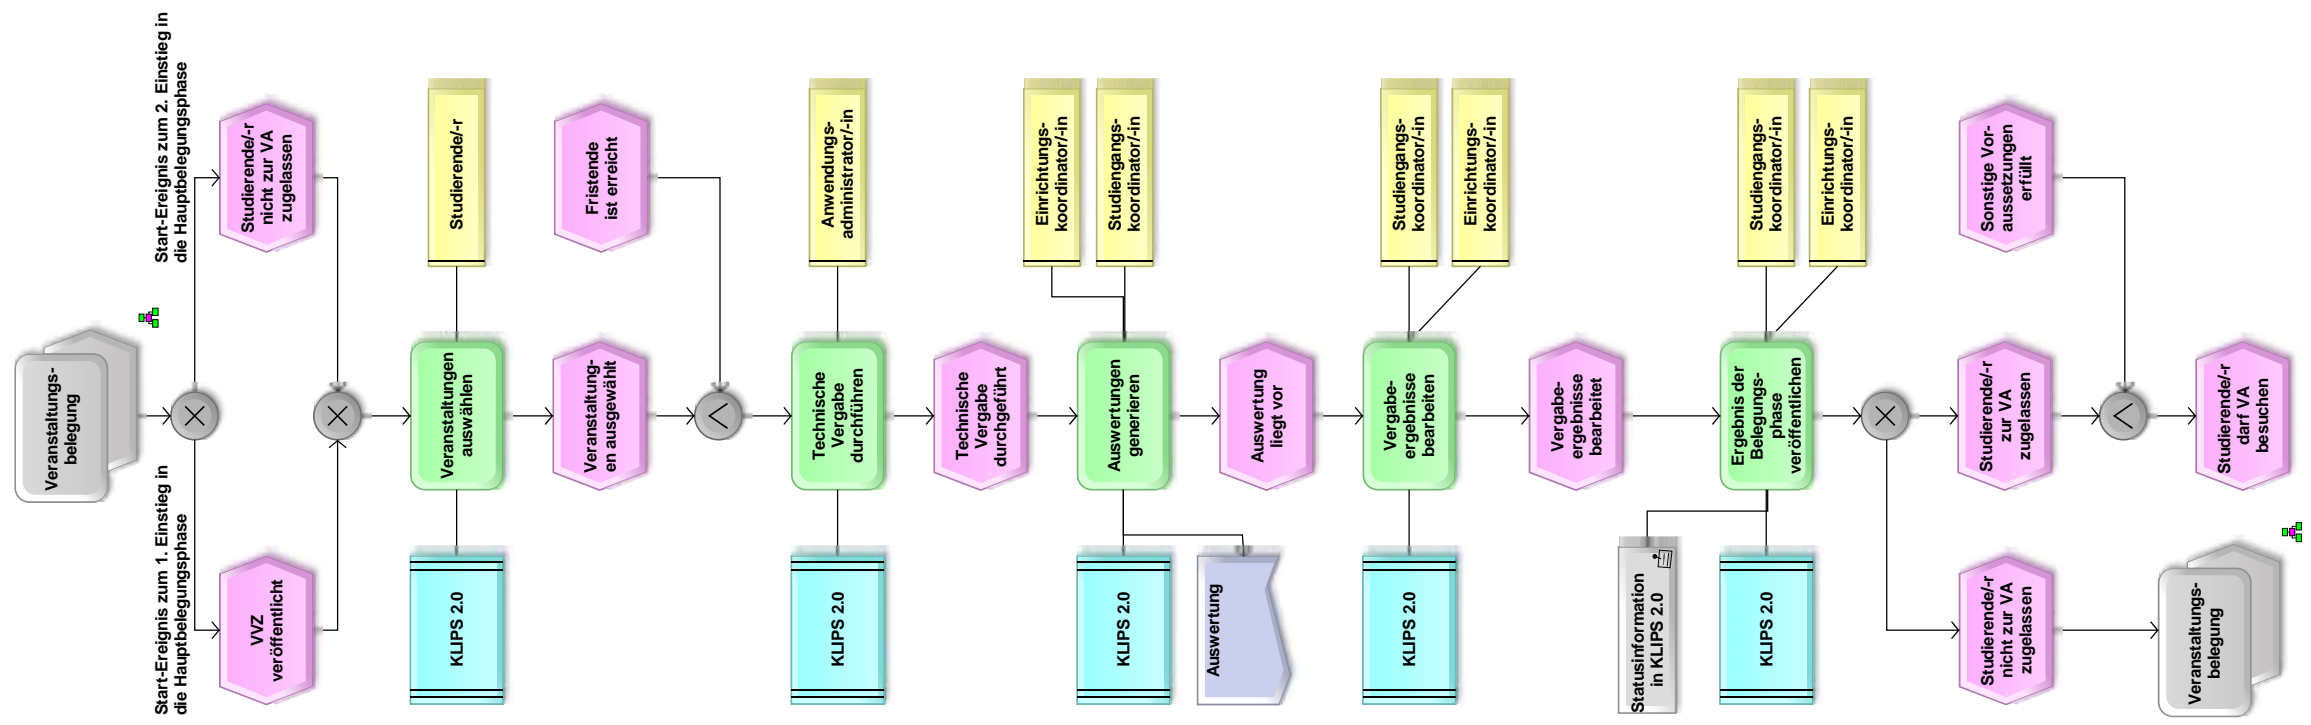 Veranstaltungs-
belegung
Start-Ereignis zum 1. Einstieg in
die Hauptbelegungsphase
Start-Ereignis zum 2. Einstieg in
die Hauptbelegungsphase
VVZ
veröffentlicht
Studierende/-r
nicht zur VA
zugelassen
KLIPS 2.0
Veranstaltungen
auswählen
Studierende/-r
Veranstaltung-
en ausgewählt
Fristende
ist erreicht
KLIPS 2.0
Technische
Vergabe
durchführen
Anwendungs-
administrator/-in
Technische
Vergabe
durchgeführt
KLIPS 2.0
Auswertungen
generieren
Einrichtungs-
koordinator/-in
Studiengangs-
koordinator/-in
Auswertung
Auswertung
liegt vor
KLIPS 2.0
Vergabe-
ergebnisse
bearbeiten
Studiengangs-
koordinator/-in
Einrichtungs-
koordinator/-in
Vergabe-
ergebnisse
bearbeitet
Statusinformation
in KLIPS 2.0
KLIPS 2.0
Ergebnis der
Belegungs-
phase
veröffentlichen
Studiengangs-
koordinator/-in
Einrichtungs-
koordinator/-in
Studierende/-r
nicht zur VA
zugelassen
Studierende/-r
zur VA
zugelassen
Sonstige Vor-
aussetzungen
erfüllt
Veranstaltungs-
belegung
Studierende/-r
darf VA
besuchen